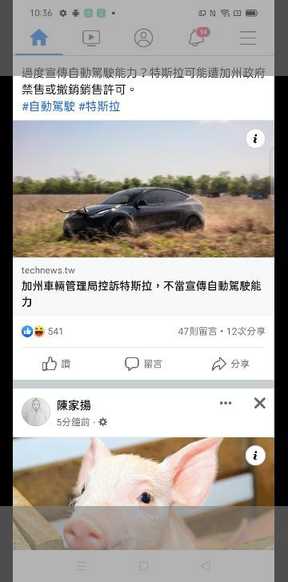 10:36
過度宣傳自動駕駛能力？特斯拉可能遭加州政府
禁售或撤銷銷售許可。
#自動駕駛 #特斯拉
technews.tw
加州車輛管理局控訴特斯拉，不當宣傳自動駕駛能
力
541
47則留言・12次分享
讚
留言
分享
陳家揚
5分鐘前・